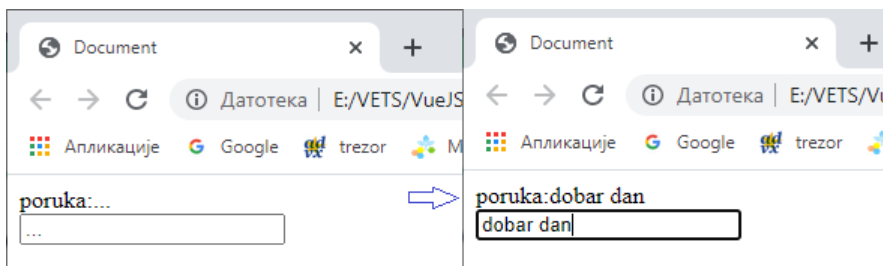 Document × +
Датотека | E:/VETS/VueJS
Апликације Google trezor M
poruka:...
...
Document × +
Датотека | E:/VETS/Vu
Апликације Google trezor
poruka:dobar dan
dobar dan